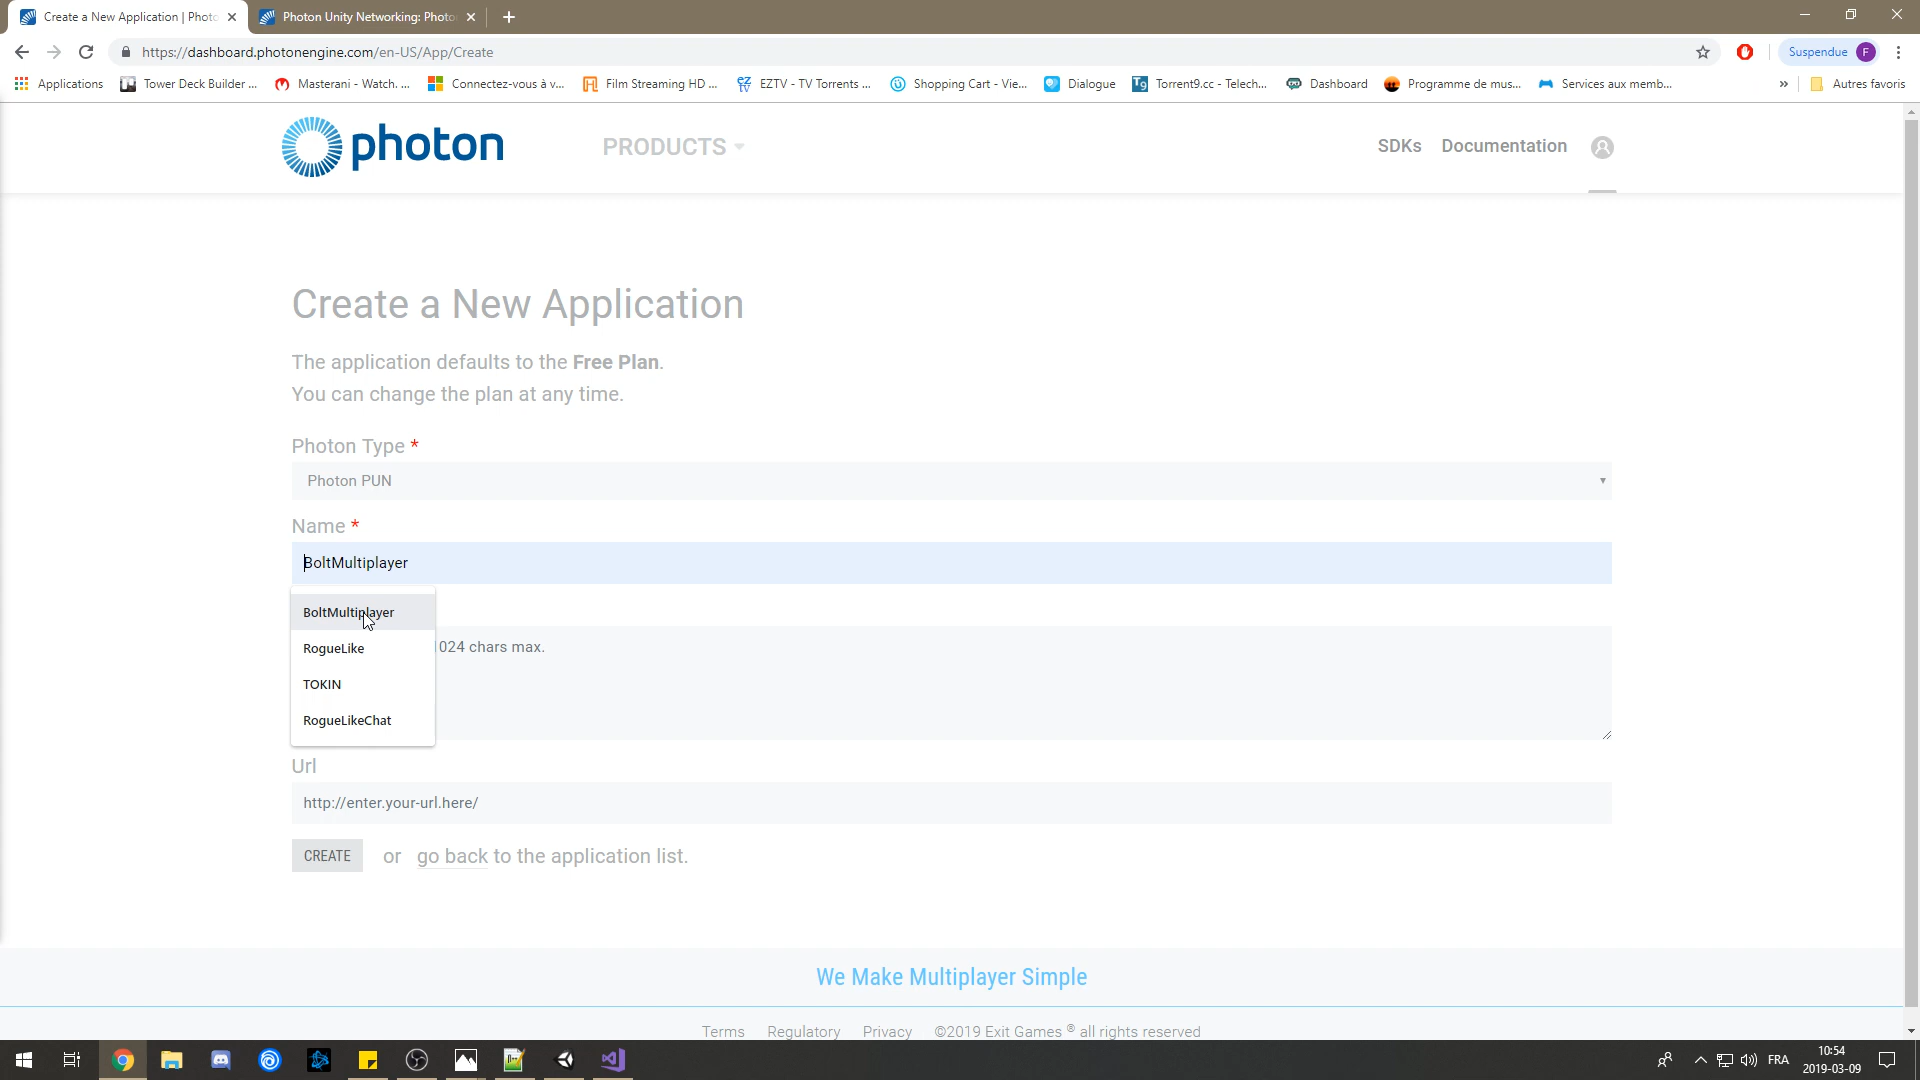 Create a New Application | Photo
Photon Unity Networking: Photo
https://dashboard.photonengine.com/en-US/App/Create
Suspendue F
Applications
Tower Deck Builder ...
Masterani - Watch. ...
Connectez-vous à v...
Film Streaming HD ...
EZTV - TV Torrents ...
Shopping Cart - Vie...
Dialogue
Torrent9.cc - Telech...
Dashboard
Programme de mus...
Services aux memb...
»
Autres favoris
photon
PRODUCTS
SDKs
Documentation
Create a New Application
The application defaults to the Free Plan.
You can change the plan at any time.
Photon Type *
Photon PUN
Name *
BoltMultiplayer
BoltMultiplayer
RogueLike
1024 chars max.
TOKIN
RogueLikeChat
Url
http://enter.your-url.here/
CREATE or go back to the application list.
We Make Multiplayer Simple
Terms Regulatory Privacy ©2019 Exit Games ® all rights reserved
FRA
10:54
2019-03-09